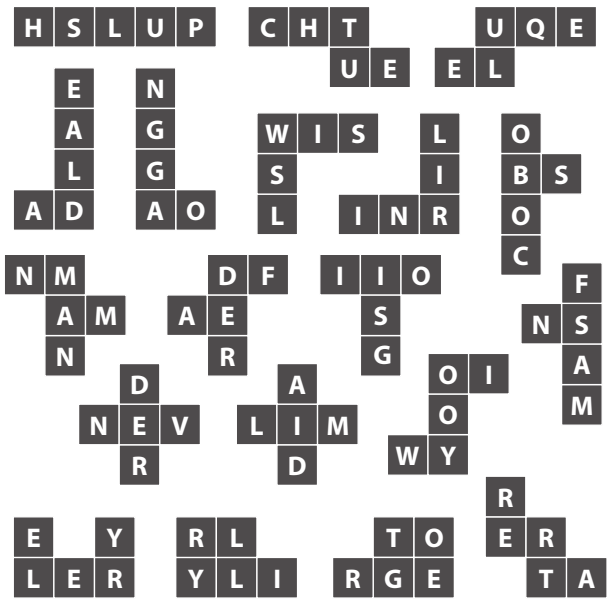 HSLUP
CHT
UE
UQE
EL
E
A
L
AD
N
G
G
AO
WIS
S
L
L
I
INR
O
BS
O
C
NM
AM
N
DF
AE
R
IIO
S
G
F
NS
A
M
D
NEV
R
A
LIM
D
OI
O
WY
E Y
LER
RL
YLI
TO
RGE
R
ER
TA